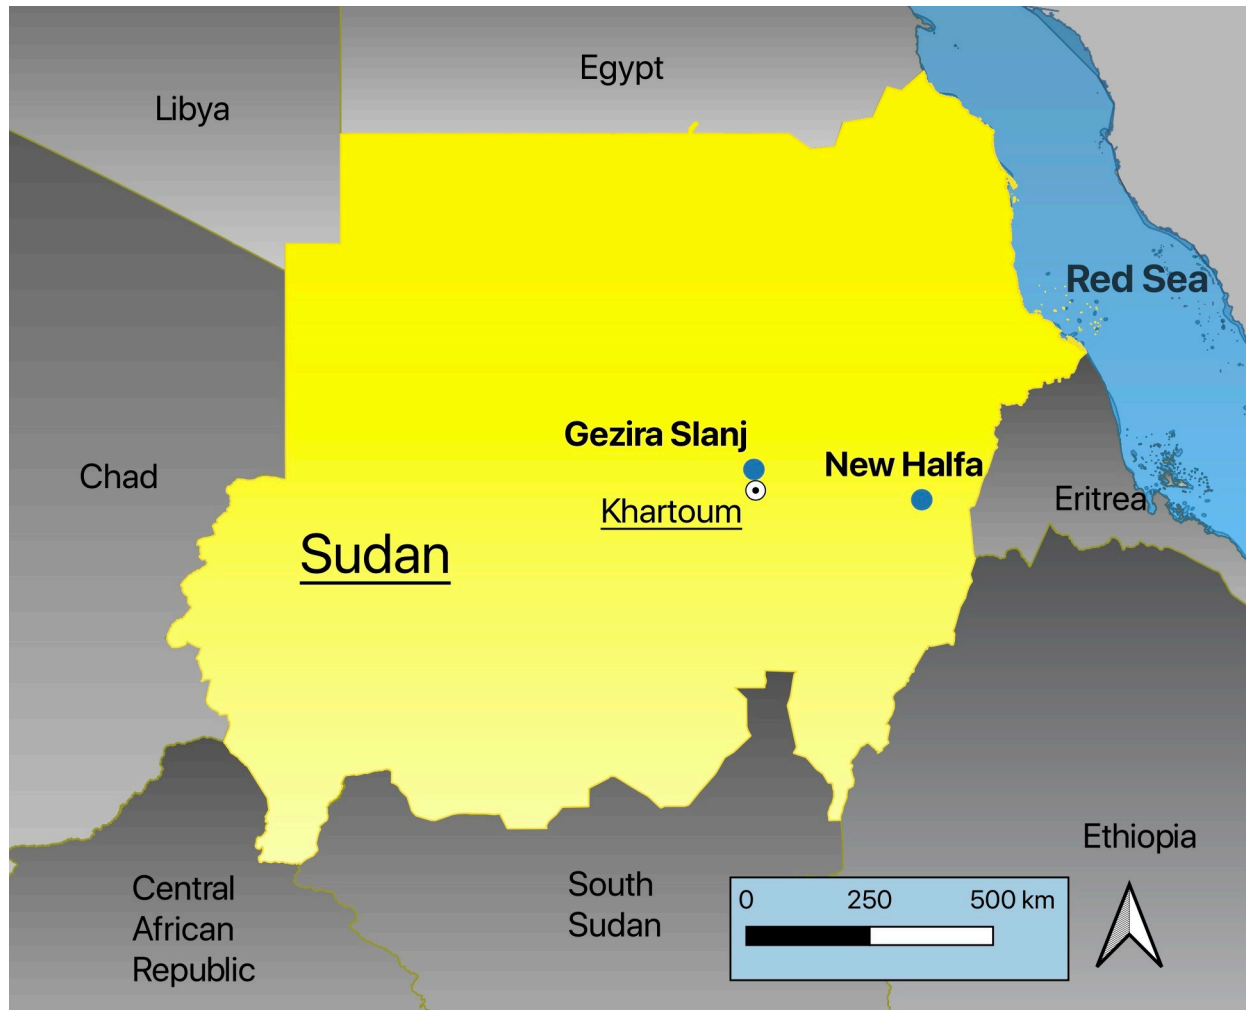 Egypt
Libya
Red Sea
Gezira Slanj
New Halfa
Chad
Eritrea
Khartoum
Sudan
Ethiopia
Central
African
Republic
South
Sudan
0 250 500 km